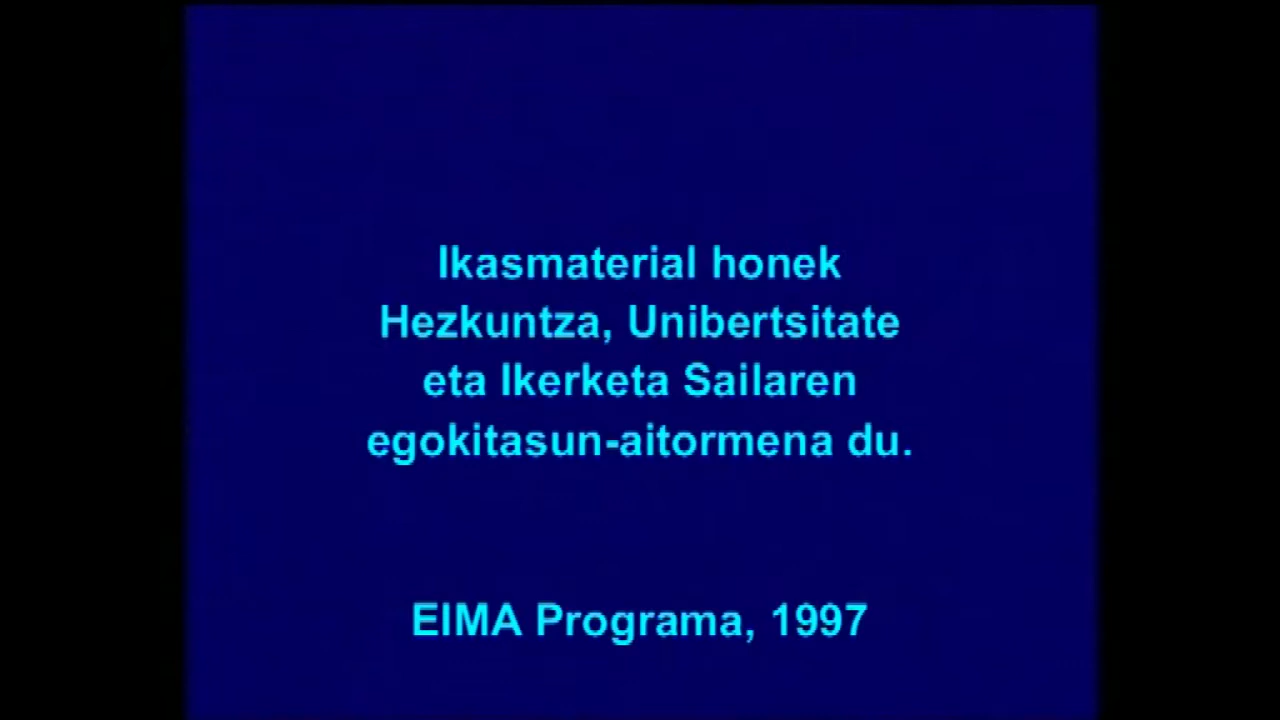 Ikasmaterial honek
Hezkuntza, Unibertsitate
eta Ikerketa Sailaren
egokitasun-aitormena du.
EIMA Programa, 1997